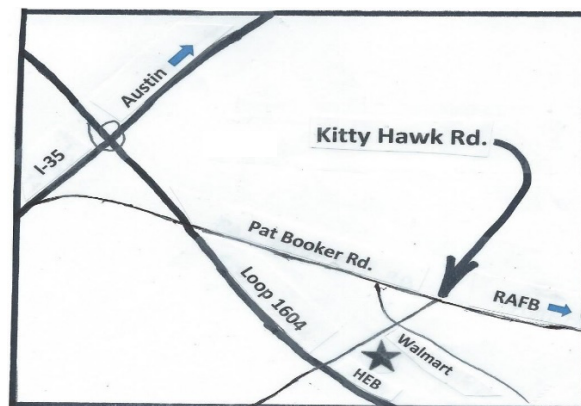 Austin
I-35
Kitty Hawk Rd.
Pat Booker Rd.
RAFB
Loop 1604
Walmart
HEB